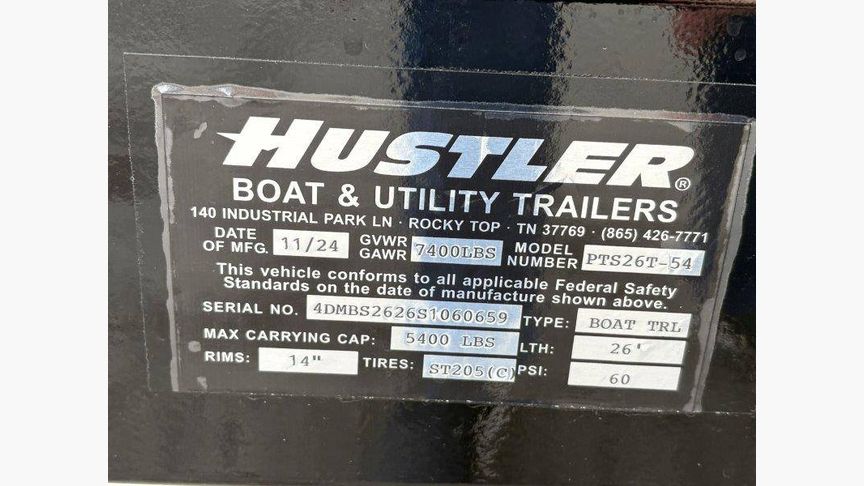 HUSTLER®
BOAT & UTILITY TRAILERS
140 INDUSTRIAL PARK LN · ROCKY TOP · TN 37769 · (865) 426-7771
DATE OF MFG. 11/24 GVWR GAWR 7400LBS MODEL NUMBER PTS26T-54
This vehicle conforms to all applicable Federal Safety
Standards on the date of manufacture shown above.
SERIAL NO. 4DMBS2626S1060659 TYPE: BOAT TRL
MAX CARRYING CAP: 5400 LBS LTH: 26'
RIMS: 14" TIRES: ST205(C) PSI: 60